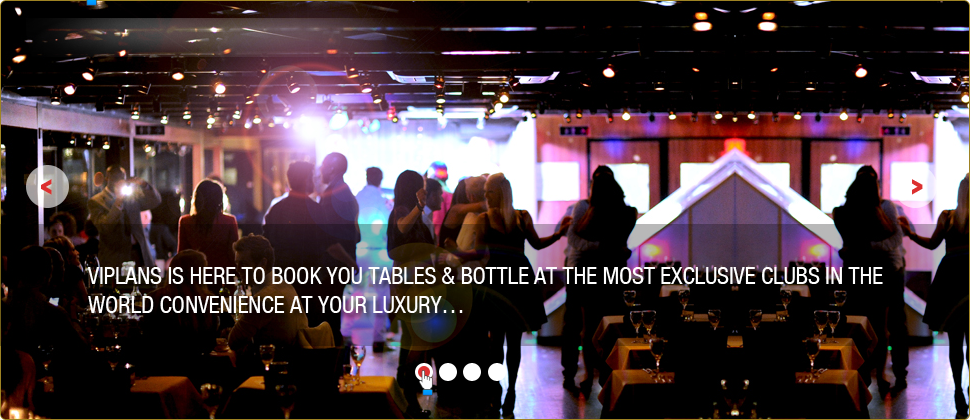 VIPLANS IS HERE TO BOOK YOU TABLES & BOTTLE AT THE MOST EXCLUSIVE CLUBS IN THE
WORLD CONVENIENCE AT YOUR LUXURY...